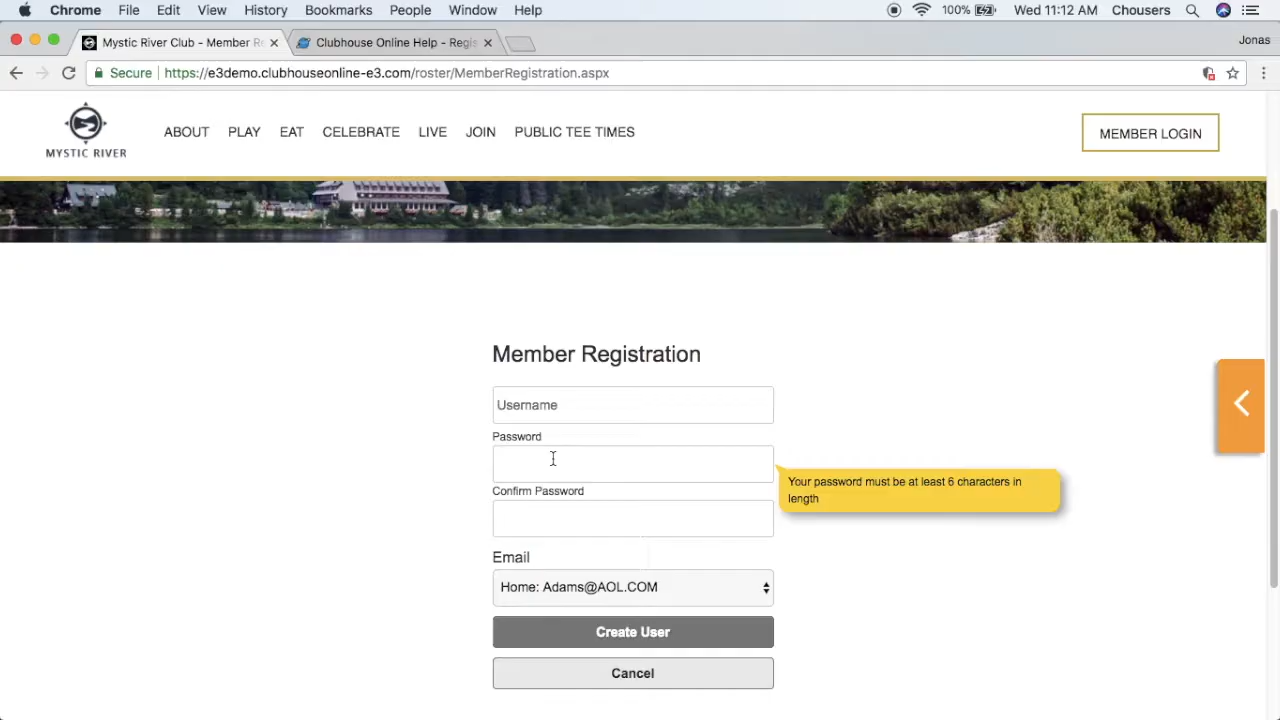 Chrome File Edit View History Bookmarks People Window Help 100% Wed 11:12 AM Chousers
Mystic River Club - Member Re Clubhouse Online Help - Regis Jonas
Secure https://e3demo.clubhouseonline-e3.com/roster/MemberRegistration.aspx
MYSTIC RIVER
ABOUT PLAY EAT CELEBRATE LIVE JOIN PUBLIC TEE TIMES MEMBER LOGIN
Member Registration
Username
Password
Your password must be at least 6 characters in
length
Confirm Password
Email
Home: Adams@AOL.COM
Create User
Cancel